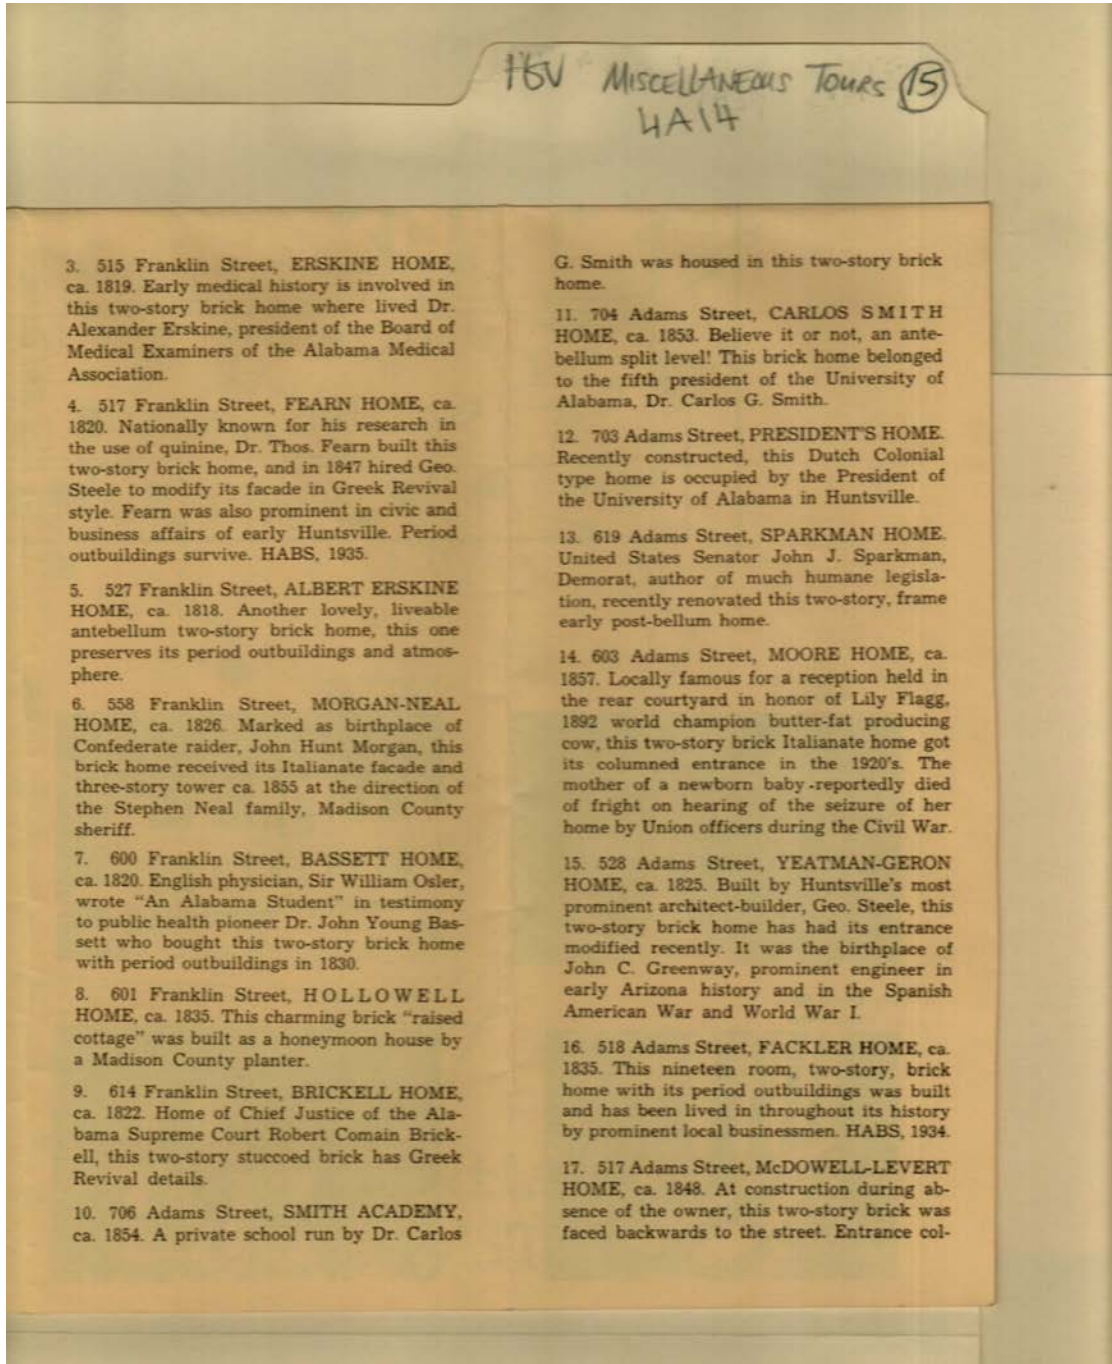 HSV MISCELLANEOUS TOURS 15
4A14
3. 515 Franklin Street, ERSKINE HOME,
ca. 1819. Early medical history is involved in
this two-story brick home where lived Dr.
Alexander Erskine, president of the Board of
Medical Examiners of the Alabama Medical
Association.
4. 517 Franklin Street, FEARN HOME, ca.
1820. Nationally known for his research in
the use of quinine, Dr. Thos. Fearn built this
two-story brick home, and in 1847 hired Geo.
Steele to modify its facade in Greek Revival
style. Fearn was also prominent in civic and
business affairs of early Huntsville. Period
outbuildings survive. HABS, 1935.
5. 527 Franklin Street, ALBERT ERSKINE
HOME, ca. 1818. Another lovely, liveable
antebellum two-story brick home, this one
preserves its period outbuildings and atmos-
phere.
6. 558 Franklin Street, MORGAN-NEAL
HOME, ca. 1826. Marked as birthplace of
Confederate raider, John Hunt Morgan, this
brick home received its Italianate facade and
three-story tower ca. 1855 at the direction of
the Stephen Neal family, Madison County
sheriff.
7. 600 Franklin Street, BASSETT HOME,
ca. 1820. English physician, Sir William Osler,
wrote "An Alabama Student" in testimony
to public health pioneer Dr. John Young Bas-
sett who bought this two-story brick home
with period outbuildings in 1830.
8. 601 Franklin Street, HOLLOWELL
HOME, ca. 1835. This charming brick "raised
cottage" was built as a honeymoon house by
a Madison County planter.
9. 614 Franklin Street, BRICKELL HOME,
ca. 1822. Home of Chief Justice of the Ala-
bama Supreme Court Robert Comain Brick-
ell, this two-story stuccoed brick has Greek
Revival details.
10. 706 Adams Street, SMITH ACADEMY,
ca. 1854. A private school run by Dr. Carlos
G. Smith was housed in this two-story brick
home.
11. 704 Adams Street, CARLOS SMITH
HOME, ca. 1853. Believe it or not, an ante-
bellum split level! This brick home belonged
to the fifth president of the University of
Alabama, Dr. Carlos G. Smith.
12. 703 Adams Street, PRESIDENT'S HOME.
Recently constructed, this Dutch Colonial
type home is occupied by the President of
the University of Alabama in Huntsville.
13. 619 Adams Street, SPARKMAN HOME.
United States Senator John J. Sparkman,
Demorat, author of much humane legisla-
tion, recently renovated this two-story, frame
early post-bellum home.
14. 603 Adams Street, MOORE HOME, ca.
1857. Locally famous for a reception held in
the rear courtyard in honor of Lily Flagg,
1892 world champion butter-fat producing
cow, this two-story brick Italianate home got
its columned entrance in the 1920's. The
mother of a newborn baby reportedly died
of fright on hearing of the seizure of her
home by Union officers during the Civil War.
15. 528 Adams Street, YEATMAN-GERON
HOME, ca. 1825. Built by Huntsville's most
prominent architect-builder, Geo. Steele, this
two-story brick home has had its entrance
modified recently. It was the birthplace of
John C. Greenway, prominent engineer in
early Arizona history and in the Spanish
American War and World War I.
16. 518 Adams Street, FACKLER HOME, ca.
1835. This nineteen room, two-story, brick
home with its period outbuildings was built
and has been lived in throughout its history
by prominent local businessmen. HABS, 1934.
17. 517 Adams Street, McDOWELL-LEVERT
HOME, ca. 1848. At construction during ab-
sence of the owner, this two-story brick was
faced backwards to the street. Entrance col-